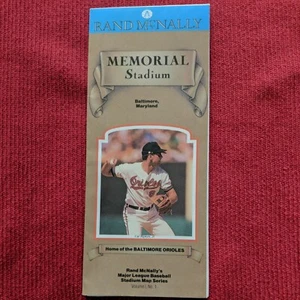 RAND McNALLY
MEMORIAL
Stadium
Baltimore,
Maryland
Orioles
Home of the BALTIMORE ORIOLES
Rand McNally's
Major League Baseball
Stadium Map Series